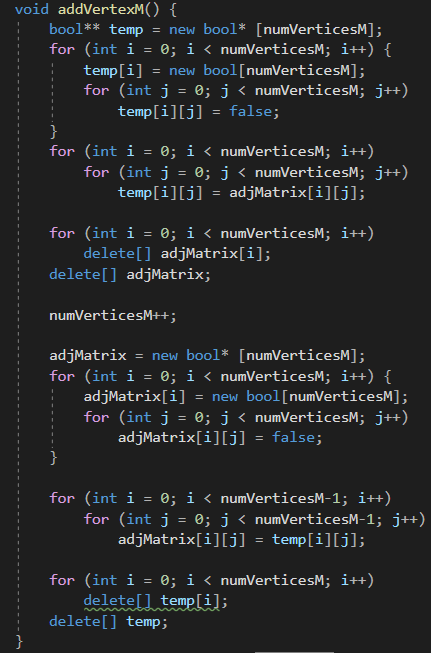 void addVertexM() {
    bool** temp = new bool* [numVerticesM];
    for (int i = 0; i < numVerticesM; i++) {
        temp[i] = new bool[numVerticesM];
        for (int j = 0; j < numVerticesM; j++)
            temp[i][j] = false;
    }
    for (int i = 0; i < numVerticesM; i++)
        for (int j = 0; j < numVerticesM; j++)
            temp[i][j] = adjMatrix[i][j];

    for (int i = 0; i < numVerticesM; i++)
        delete[] adjMatrix[i];
    delete[] adjMatrix;

    numVerticesM++;

    adjMatrix = new bool* [numVerticesM];
    for (int i = 0; i < numVerticesM; i++) {
        adjMatrix[i] = new bool[numVerticesM];
        for (int j = 0; j < numVerticesM; j++)
            adjMatrix[i][j] = false;
    }

    for (int i = 0; i < numVerticesM-1; i++)
        for (int j = 0; j < numVerticesM-1; j++)
            adjMatrix[i][j] = temp[i][j];

    for (int i = 0; i < numVerticesM; i++)
        delete[] temp[i];
    delete[] temp;
}